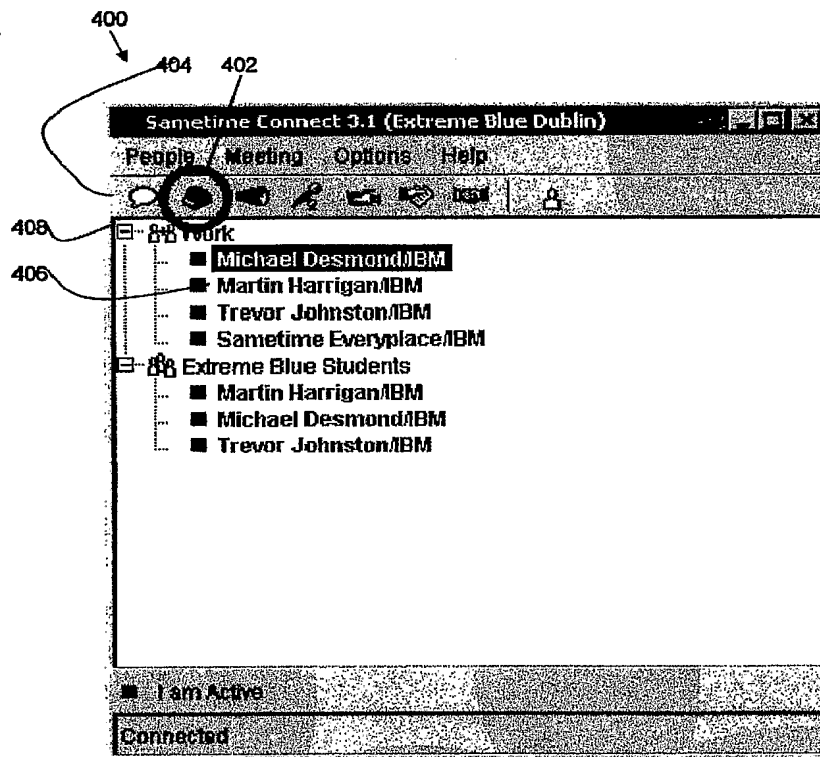 400
404 402
Sametime Connect 3.1 (Extreme Blue Dublin)
People Meeting Options Help
408
Work
Michael Desmond/IBM
406
Martin Harrigan/IBM
Trevor Johnston/IBM
Sametime Everyplace/IBM
Extreme Blue Students
Martin Harrigan/IBM
Michael Desmond/IBM
Trevor Johnston/IBM
I am Active
Connected